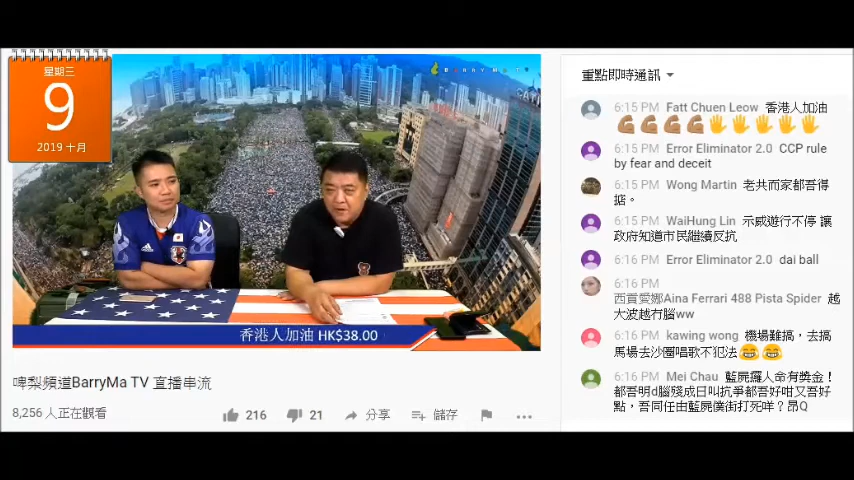 星期三
9
2019 十月
BARRYMA TV
香港人加油 HK$38.00
啤梨頻道BarryMa TV 直播串流
8,256 人正在觀看
216
21
分享
儲存
重點即時通訊
6:15 PM Fatt Chuen Leow 香港人加油
💪🏽💪🏽💪🏽💪🏽🖐🖐🖐🖐🖐
6:15 PM Error Eliminator 2.0 CCP rule
by fear and deceit
6:15 PM Wong Martin 老共而家都吾得
掂。
6:15 PM WaiHung Lin 示威遊行不停 讓
政府知道市民繼續反抗
6:16 PM Error Eliminator 2.0 dai ball
6:16 PM
西貢愛娜Aina Ferrari 488 Pista Spider 越
大波越冇腦ww
6:16 PM kawing wong 機場難搞，去搞
馬場去沙圈唱歌不犯法😂😂
6:16 PM Mei Chau 藍屍攞人命有獎金！
都吾明d腦殘成日叫抗爭都吾好咁又吾好
點，吾同任由藍屍僕街打死咩？昂Q